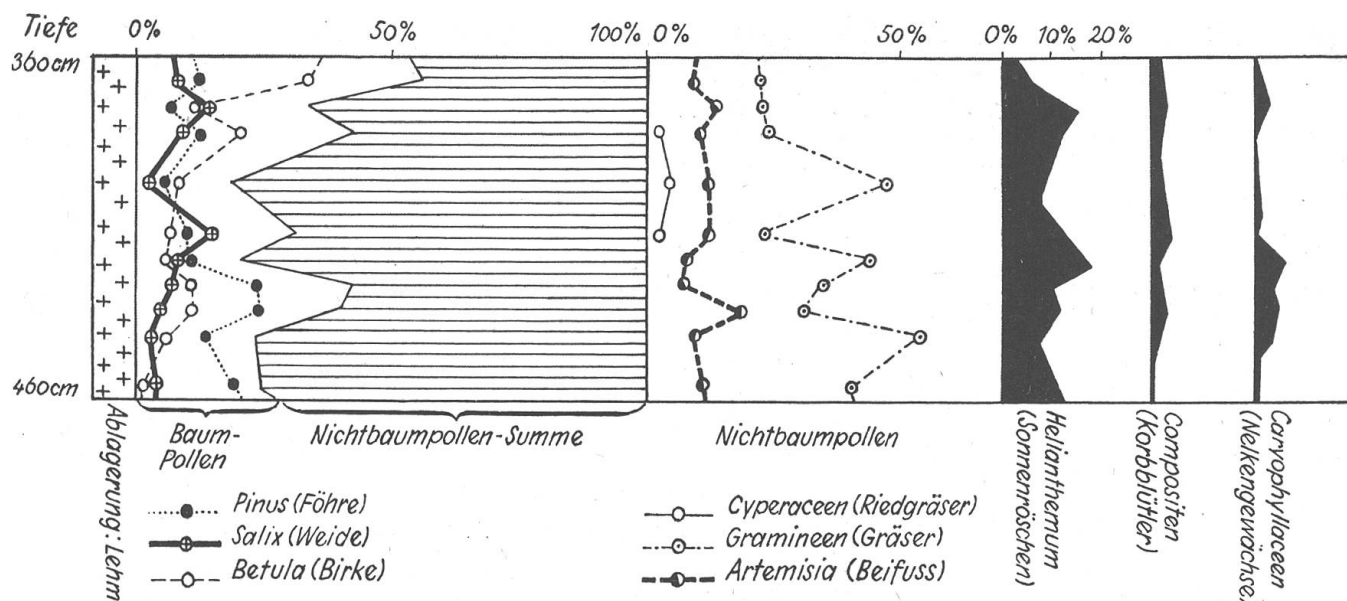 Tiefe 0% 50% 100% 0% 50% 0% 10% 20%
360cm
460cm
Ablagerung: Lehm
Baum-
Pollen
Nichtbaumpollen-Summe
Nichtbaumpollen
Helianthemum
(Sonnenröschen)
Compositen
(Korbblütler)
Caryophyllaceen
(Nelkengewächse)
Pinus (Föhre)
Salix (Weide)
Betula (Birke)
Cyperaceen (Riedgräser)
Gramineen (Gräser)
Artemisia (Beifuss)